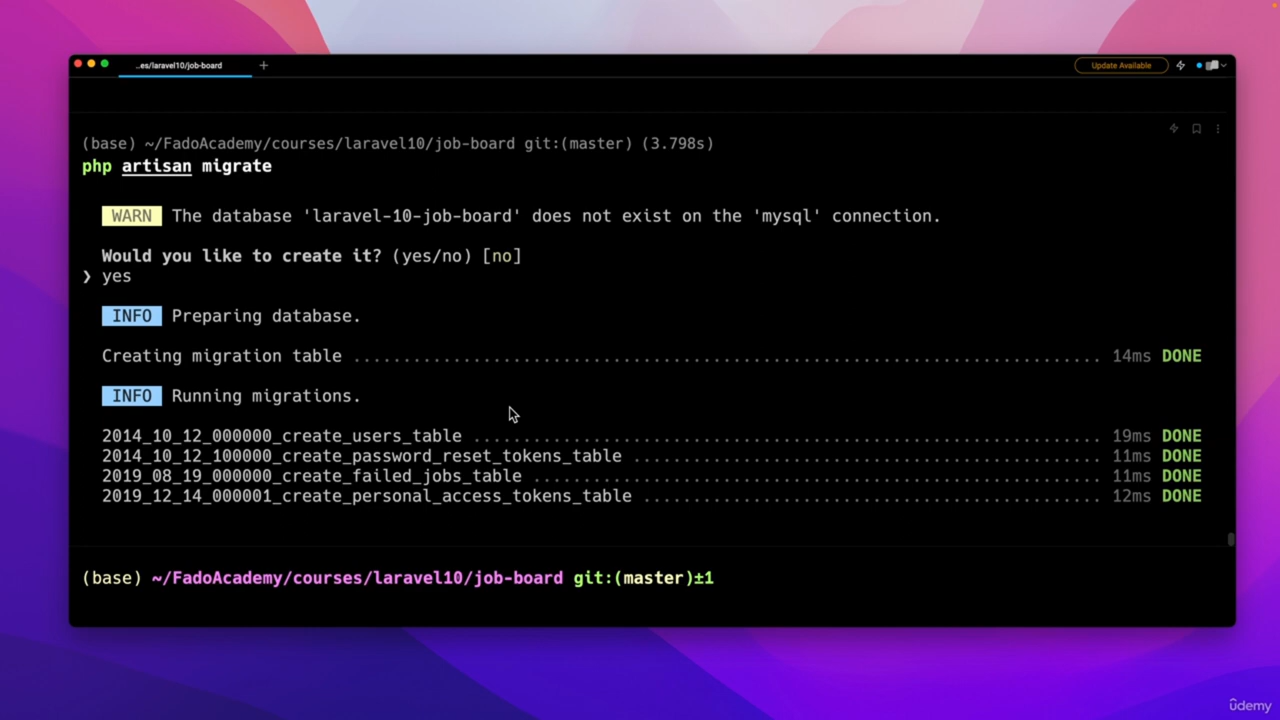 ..es/laravel10/job-board
Update Available
(base) ~/FadoAcademy/courses/laravel10/job-board git:(master) (3.798s)
php artisan migrate
WARN The database 'laravel-10-job-board' does not exist on the 'mysql' connection.
Would you like to create it? (yes/no) [no]
❯ yes
INFO Preparing database.
Creating migration table ........................................................................... 14ms DONE
INFO Running migrations.
2014_10_12_000000_create_users_table ............................................................... 19ms DONE
2014_10_12_100000_create_password_reset_tokens_table ............................................... 11ms DONE
2019_08_19_000000_create_failed_jobs_table ......................................................... 11ms DONE
2019_12_14_000001_create_personal_access_tokens_table .............................................. 12ms DONE
(base) ~/FadoAcademy/courses/laravel10/job-board git:(master)±1
ûdemy